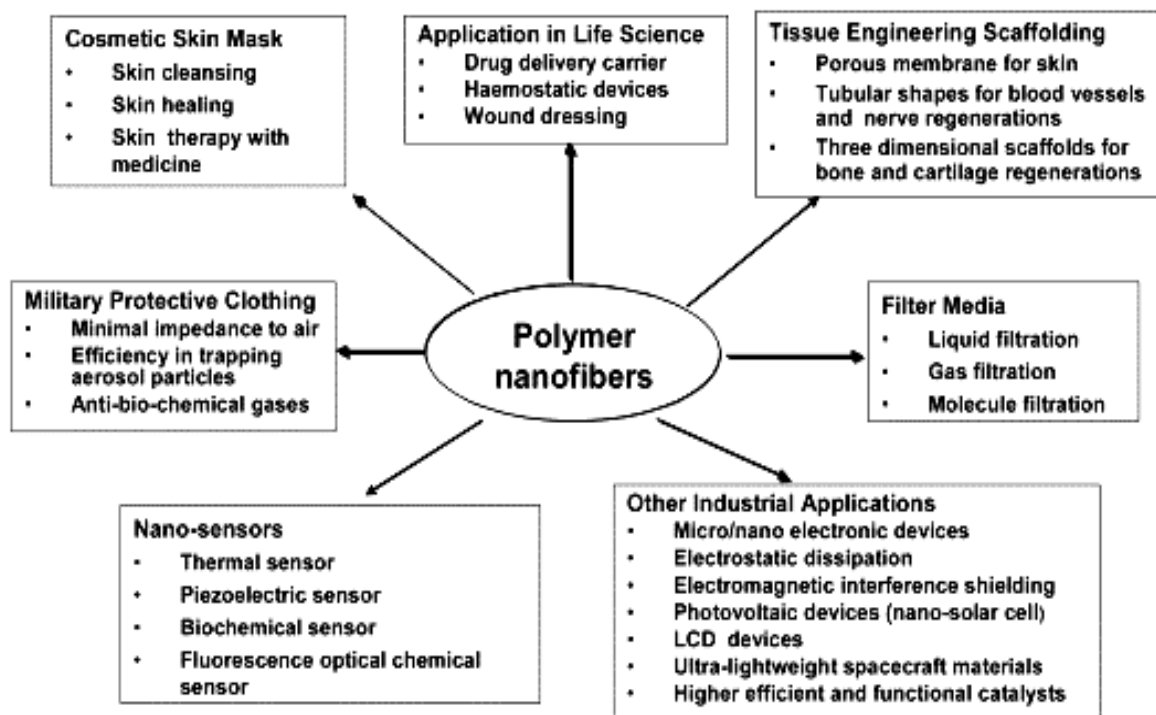 Cosmetic Skin Mask
• Skin cleansing
• Skin healing
• Skin therapy with
medicine
Application in Life Science
• Drug delivery carrier
• Haemostatic devices
• Wound dressing
Tissue Engineering Scaffolding
• Porous membrane for skin
• Tubular shapes for blood vessels
and nerve regenerations
• Three dimensional scaffolds for
bone and cartilage regenerations
Military Protective Clothing
• Minimal impedance to air
• Efficiency in trapping
aerosol particles
• Anti-bio-chemical gases
Polymer
nanofibers
Filter Media
• Liquid filtration
• Gas filtration
• Molecule filtration
Nano-sensors
• Thermal sensor
• Piezoelectric sensor
• Biochemical sensor
• Fluorescence optical chemical
sensor
Other Industrial Applications
• Micro/nano electronic devices
• Electrostatic dissipation
• Electromagnetic interference shielding
• Photovoltaic devices (nano-solar cell)
• LCD devices
• Ultra-lightweight spacecraft materials
• Higher efficient and functional catalysts